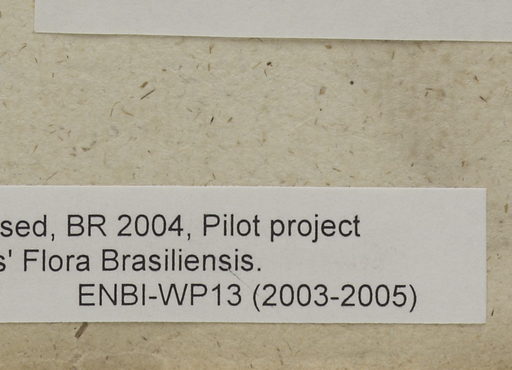 sed, BR 2004, Pilot project
s' Flora Brasiliensis.
ENBI-WP13 (2003-2005)